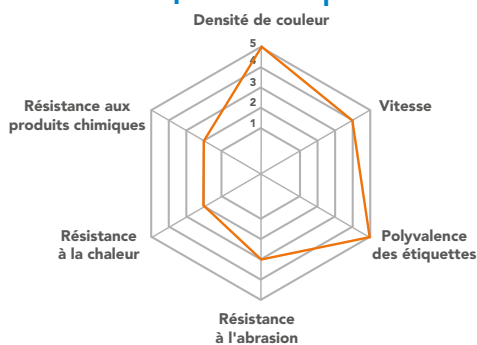 Densité de couleur
5
4
3
2
1
Vitesse
Polyvalence
des étiquettes
Résistance
à l'abrasion
Résistance
à la chaleur
Résistance aux
produits chimiques